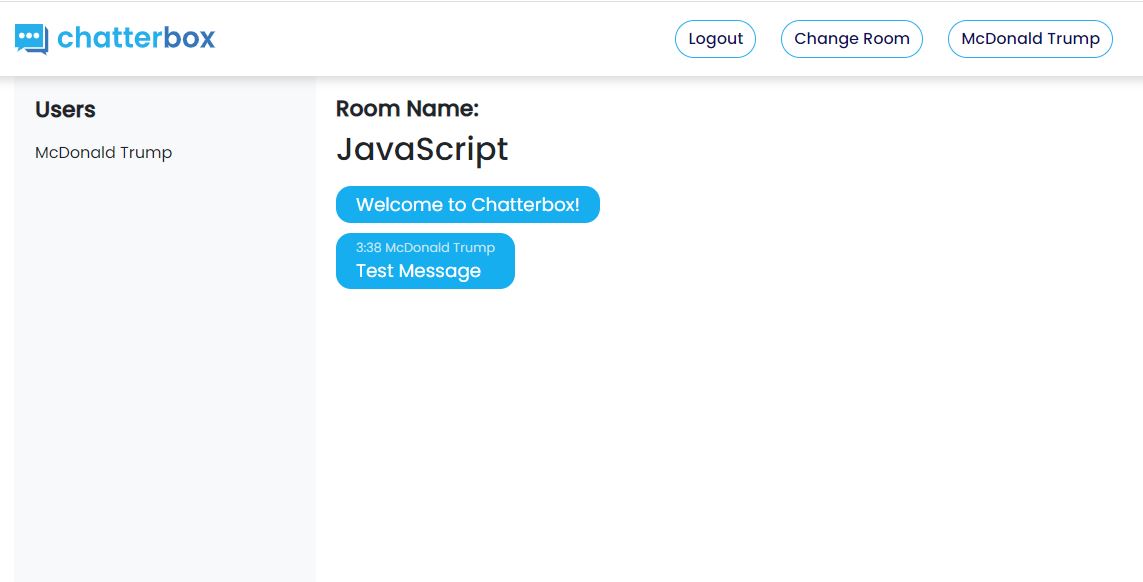 chatterbox
Logout
Change Room
McDonald Trump
Users
McDonald Trump
Room Name:
JavaScript
Welcome to Chatterbox!
3:38 McDonald Trump
Test Message